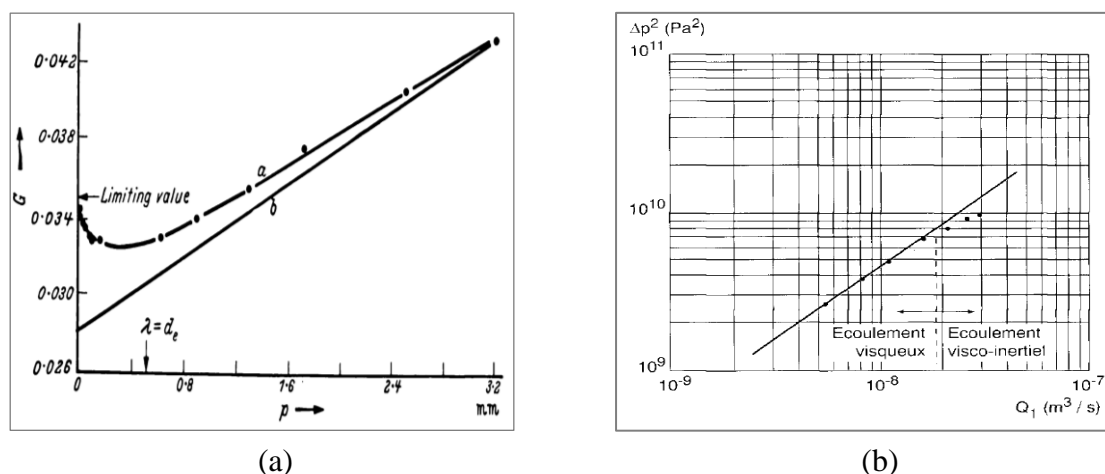 0·042
0·038
G
Limiting value
0·034
a
b
0·030
λ = dₑ
0·026
0
0·8
1·6
2·4
3·2
p
mm
(a)
Δp² (Pa²)
10¹¹
10¹⁰
10⁹
Ecoulement
visqueux
Ecoulement
visco-inertiel
10⁻⁹
10⁻⁸
10⁻⁷
Q₁ (m³ / s)
(b)